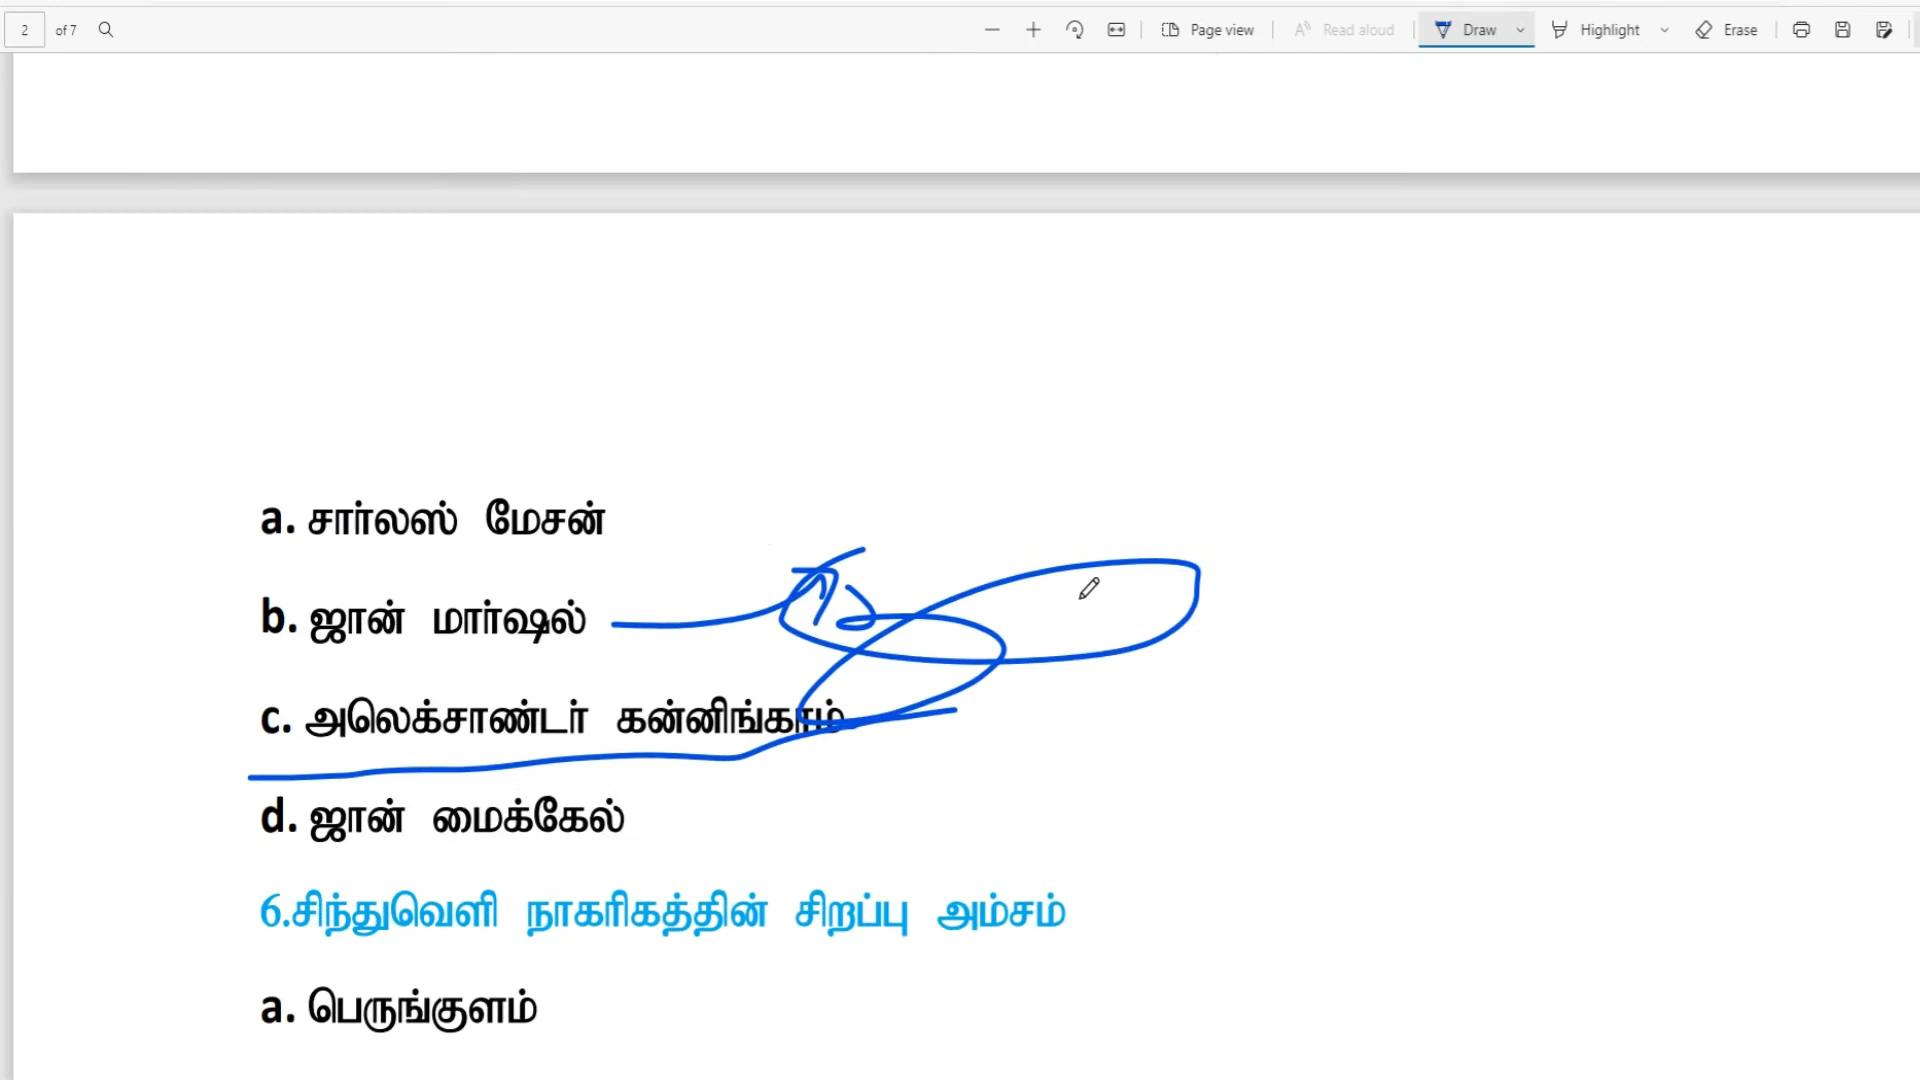 2 of 7 Page view Read aloud Draw Highlight Erase
a. சார்லஸ் மேசன்
b. ஜான் மார்ஷல்
c. அலெக்சாண்டர் கன்னிங்காம்
d. ஜான் மைக்கேல்
6.சிந்துவெளி நாகரிகத்தின் சிறப்பு அம்சம்
a. பெருங்குளம்